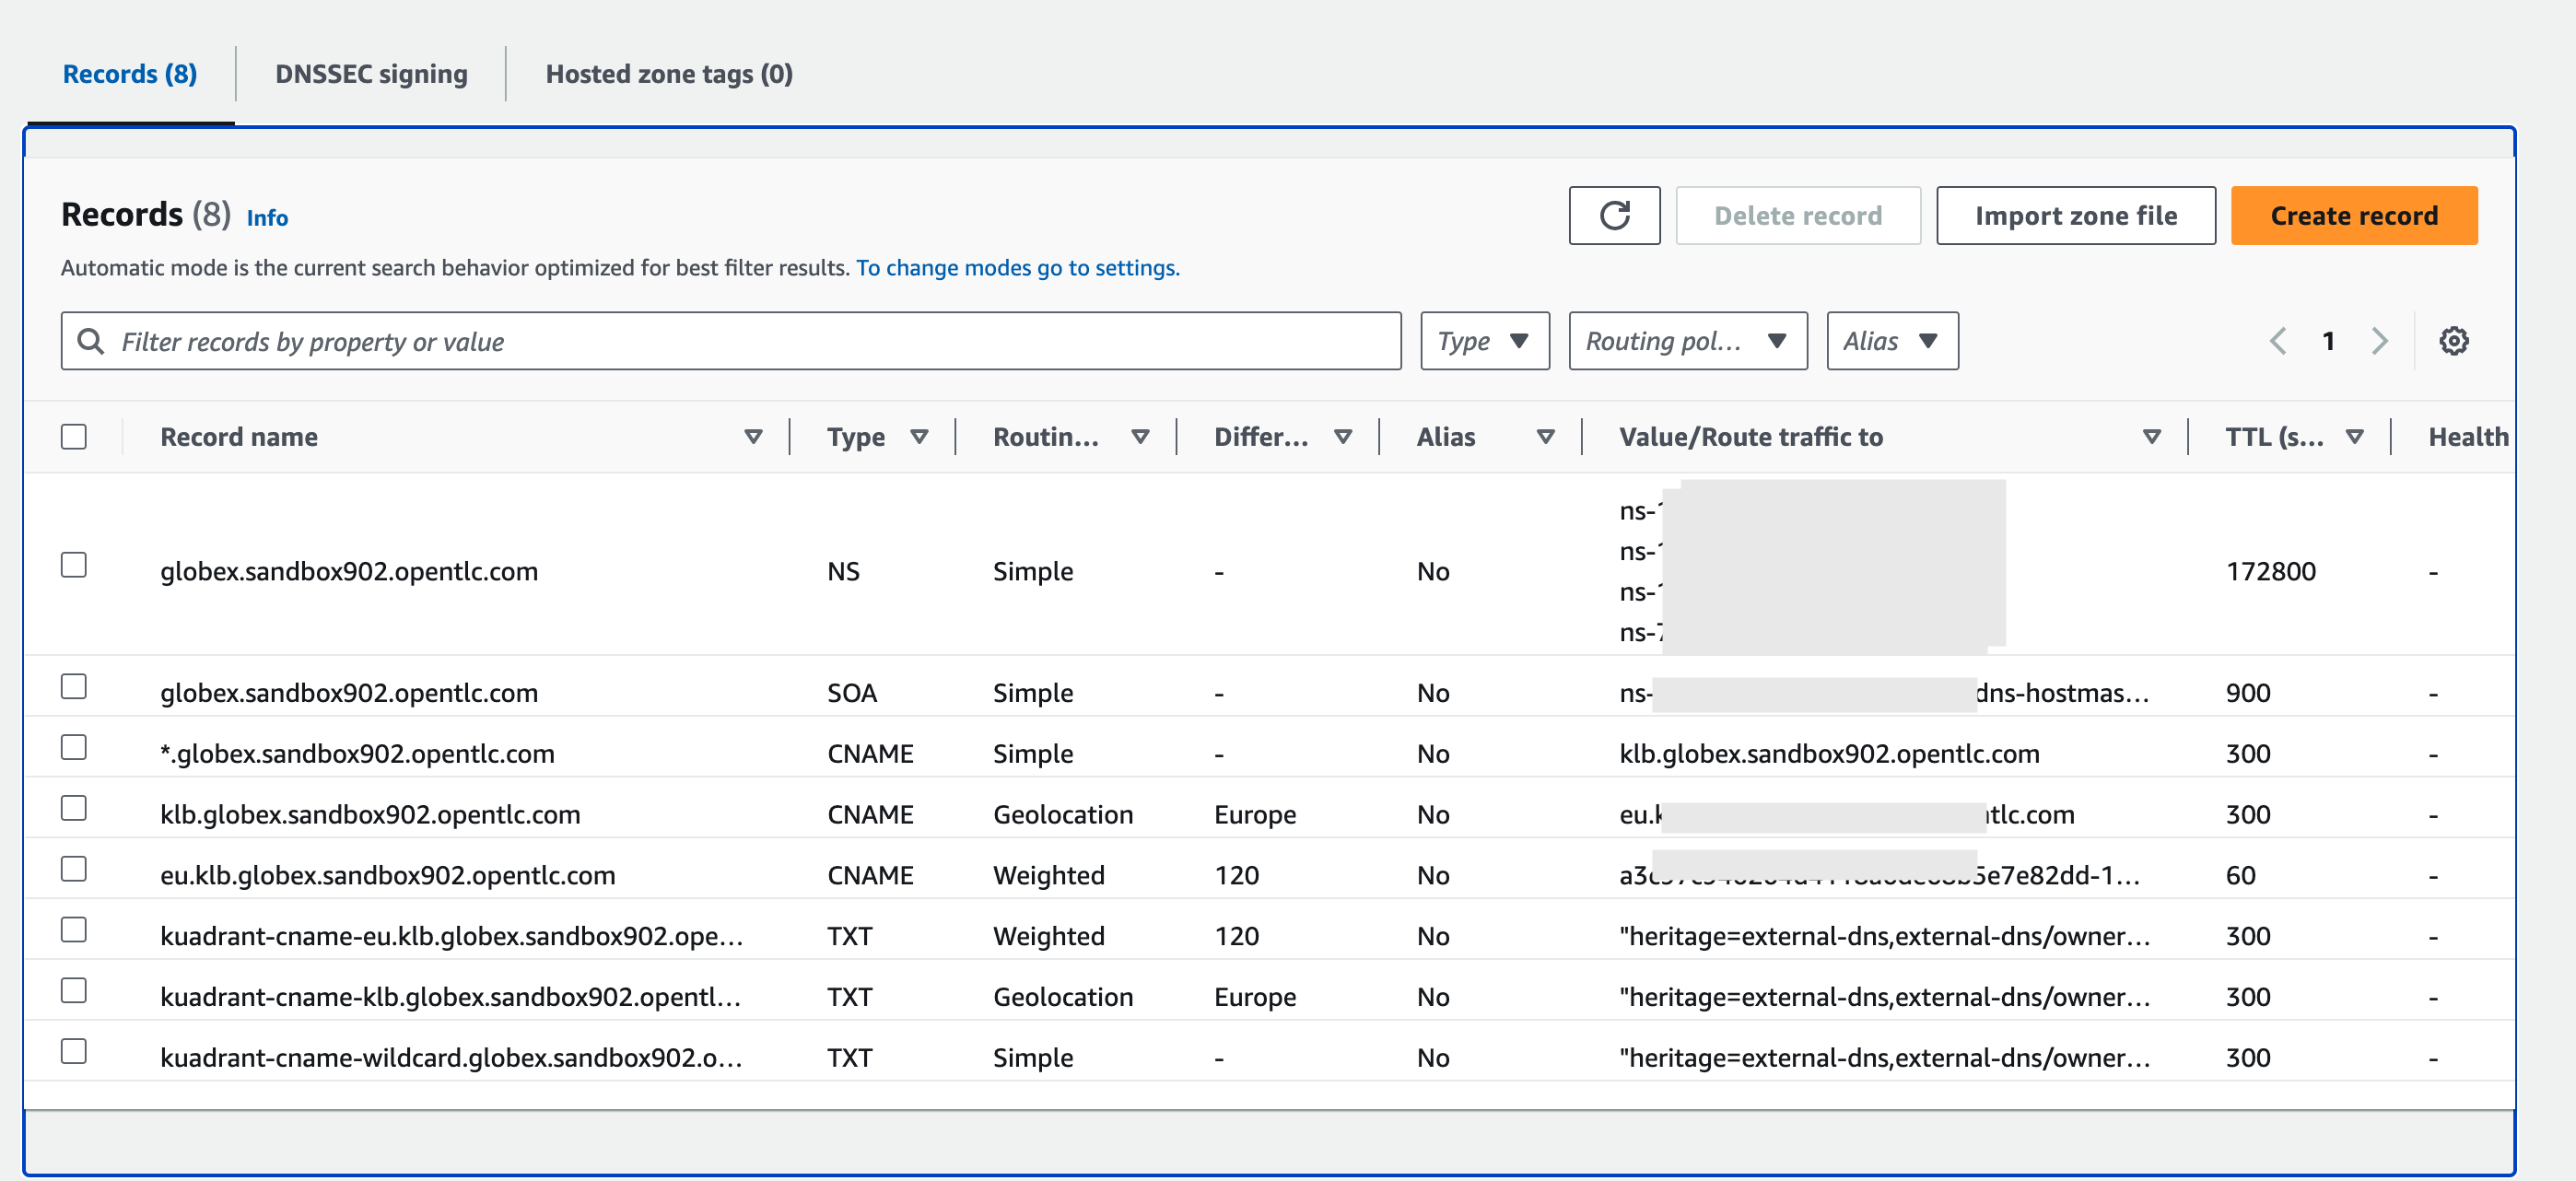 Records (8) DNSSEC signing Hosted zone tags (0)
Records (8) Info
Delete record Import zone file Create record
Automatic mode is the current search behavior optimized for best filter results. To change modes go to settings.
Filter records by property or value Type Routing pol... Alias 1
Record name Type Routin... Differ... Alias Value/Route traffic to TTL (s... Health
ns-1
ns-1
globex.sandbox902.opentlc.com NS Simple - No 172800 -
ns-1
ns-7
globex.sandbox902.opentlc.com SOA Simple - No ns- dns-hostmas... 900 -
*.globex.sandbox902.opentlc.com CNAME Simple - No klb.globex.sandbox902.opentlc.com 300 -
klb.globex.sandbox902.opentlc.com CNAME Geolocation Europe No eu.k tlc.com 300 -
eu.klb.globex.sandbox902.opentlc.com CNAME Weighted 120 No 5e7e82dd-1... 60 -
kuadrant-cname-eu.klb.globex.sandbox902.ope... TXT Weighted 120 No "heritage=external-dns,external-dns/owner... 300 -
kuadrant-cname-klb.globex.sandbox902.opentl... TXT Geolocation Europe No "heritage=external-dns,external-dns/owner... 300 -
kuadrant-cname-wildcard.globex.sandbox902.o... TXT Simple - No "heritage=external-dns,external-dns/owner... 300 -